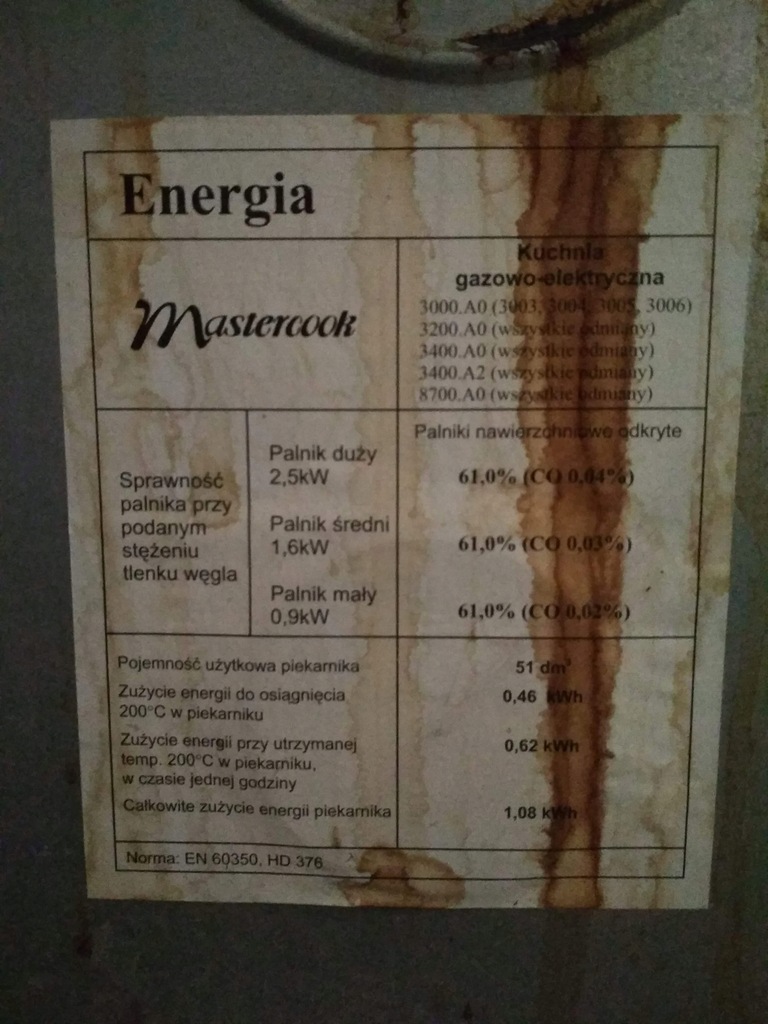 Energia
Mastercook
Kuchnia
gazowo-elektryczna
3000.A0 (3003, 3004, 3005, 3006)
3200.A0 (wszystkie odmiany)
3400.A0 (wszystkie odmiany)
3400.A2 (wszystkie odmiany)
8700.A0 (wszystkie odmiany)
Sprawność
palnika przy
podanym
stężeniu
tlenku węgla
Palniki nawierzchniowe odkryte
Palnik duży
2,5kW
61,0% (CO 0,04%)
Palnik średni
1,6kW
61,0% (CO 0,03%)
Palnik mały
0,9kW
61,0% (CO 0,02%)
Pojemność użytkowa piekarnika
51 dm³
Zużycie energii do osiągnięcia
200°C w piekarniku
0,46 kWh
Zużycie energii przy utrzymanej
temp. 200°C w piekarniku,
w czasie jednej godziny
0,62 kWh
Całkowite zużycie energii piekarnika
1,08 kWh
Norma: EN 60350, HD 376